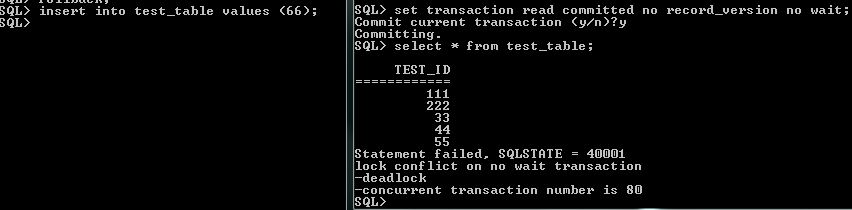 SQL> insert into test_table values (66);
SQL>
SQL> set transaction read committed no record_version no wait;
Commit current transaction (y/n)?y
Committing.
SQL> select * from test_table;
TEST_ID
============
111
222
33
44
55
Statement failed, SQLSTATE = 40001
lock conflict on no wait transaction
-deadlock
-concurrent transaction number is 80
SQL>